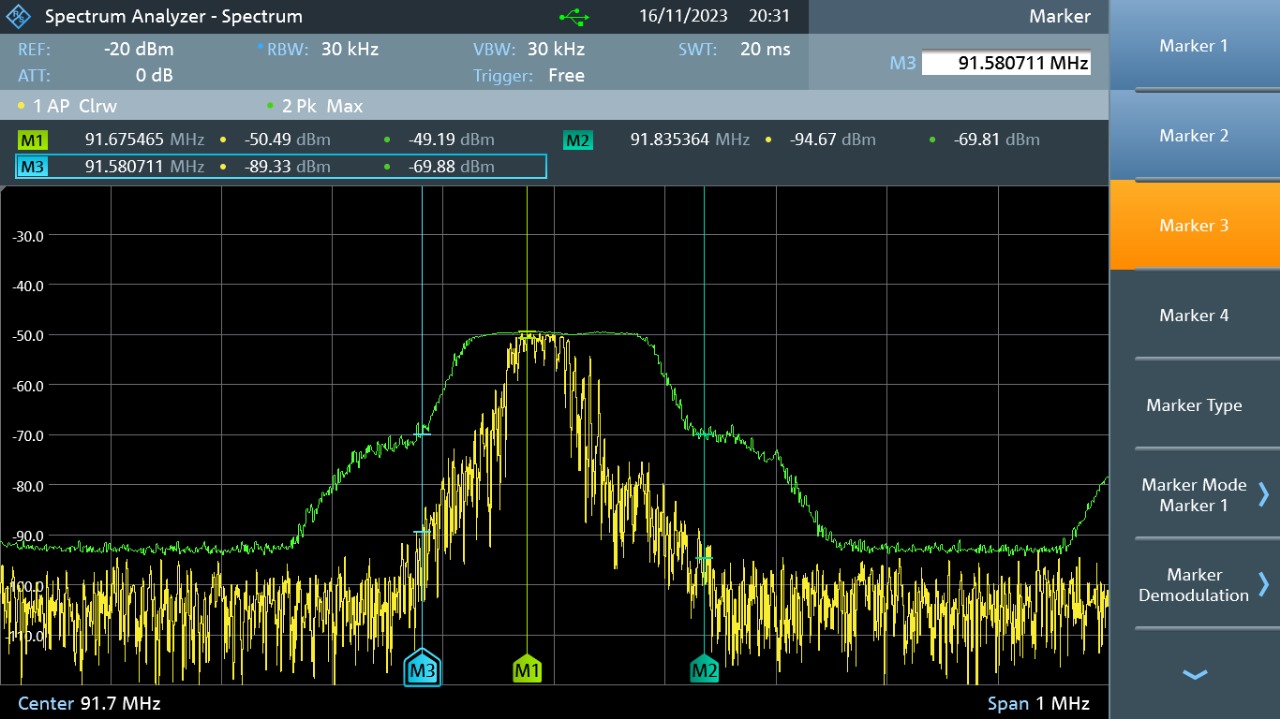 Spectrum Analyzer - Spectrum 16/11/2023 20:31 Marker
REF: -20 dBm RBW: 30 kHz VBW: 30 kHz SWT: 20 ms
ATT: 0 dB Trigger: Free M3 91.580711 MHz
1 AP Clrw 2 Pk Max
M1 91.675465 MHz -50.49 dBm -49.19 dBm M2 91.835364 MHz -94.67 dBm -69.81 dBm
M3 91.580711 MHz -89.33 dBm -69.88 dBm
-30.0
-40.0
-50.0
-60.0
-70.0
-80.0
-90.0
-100.0
-110.0
M3 M1 M2
Center 91.7 MHz Span 1 MHz
Marker 1
Marker 2
Marker 3
Marker 4
Marker Type
Marker Mode
Marker 1
Marker
Demodulation